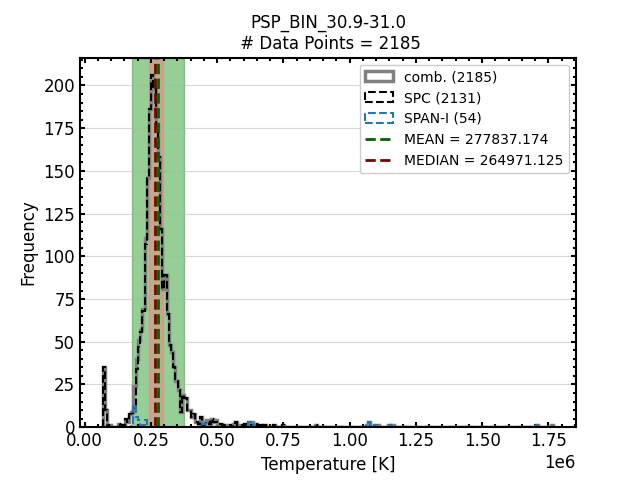 PSP_BIN_30.9-31.0
# Data Points = 2185
comb. (2185)
SPC (2131)
SPAN-I (54)
MEAN = 277837.174
MEDIAN = 264971.125
Frequency
200
175
150
125
100
75
50
25
0
0.00 0.25 0.50 0.75 1.00 1.25 1.50 1.75
1e6
Temperature [K]